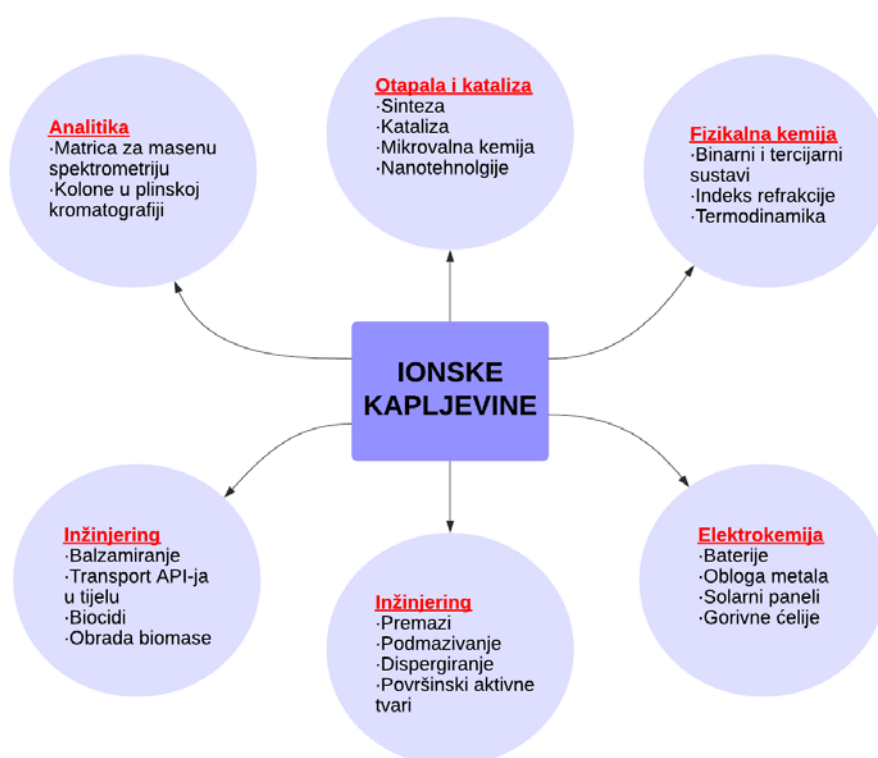 Analitika
·Matrica za masenu
spektrometriju
·Kolone u plinskoj
kromatografiji
Otapala i kataliza
·Sinteza
·Kataliza
·Mikrovalna kemija
·Nanotehnolgije
Fizikalna kemija
·Binarni i tercijarni
sustavi
·Indeks refrakcije
·Termodinamika
IONSKE
KAPLJEVINE
Inžinjering
·Balzamiranje
·Transport API-ja
u tijelu
·Biocidi
·Obrada biomase
Inžinjering
·Premazi
·Podmazivanje
·Dispergiranje
·Površinski aktivne
tvari
Elektrokemija
·Baterije
·Obloga metala
·Solarni paneli
·Gorivne ćelije